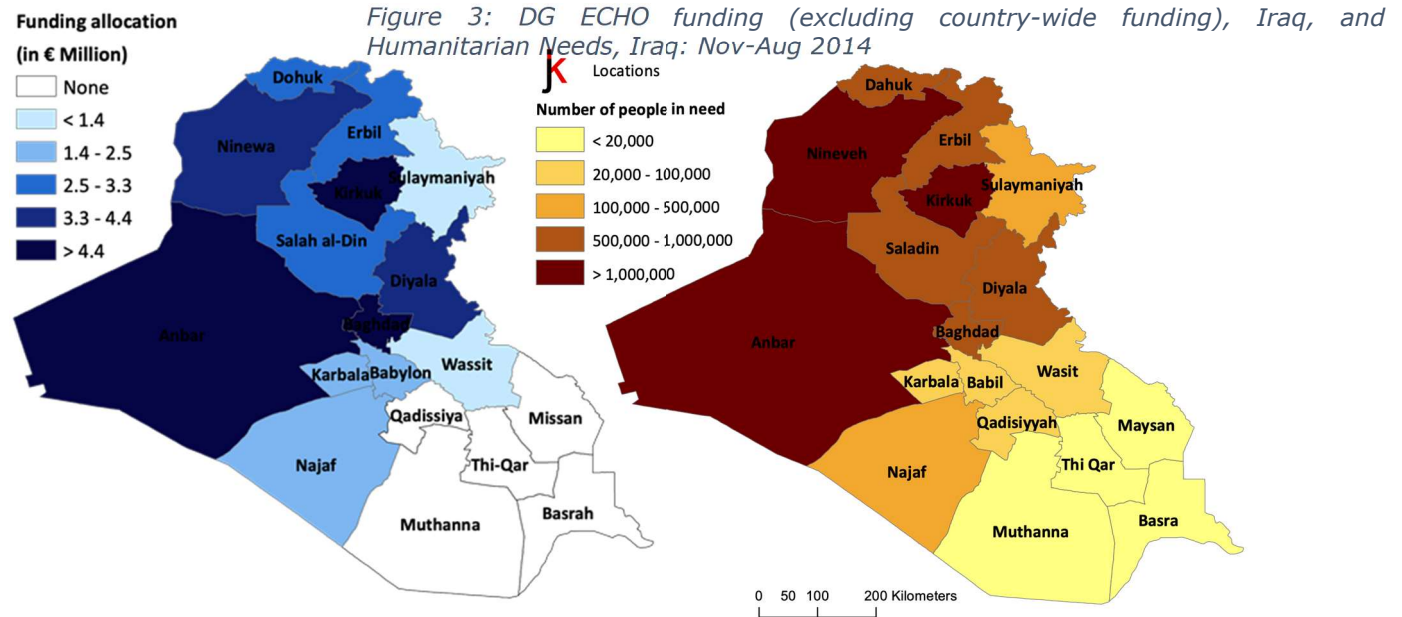 Figure 3: DG ECHO funding (excluding country-wide funding), Iraq, and
Humanitarian Needs, Iraq: Nov-Aug 2014
Funding allocation
(in € Million)
None
< 1.4
1.4 - 2.5
2.5 - 3.3
3.3 - 4.4
> 4.4
Dohuk
Ninewa
Erbil
Kirkuk
Sulaymaniyah
Salah al-Din
Diyala
Anbar
Baghdad
Karbala
Babylon
Wassit
Qadissiya
Missan
Najaf
Thi-Qar
Muthanna
Basrah
jk
Locations
Number of people in need
< 20,000
20,000 - 100,000
100,000 - 500,000
500,000 - 1,000,000
> 1,000,000
Dahuk
Nineveh
Erbil
Kirkuk
Sulaymaniyah
Saladin
Diyala
Anbar
Baghdad
Karbala
Babil
Wasit
Qadisiyyah
Maysan
Najaf
Thi Qar
Muthanna
Basra
0 50 100 200 Kilometers